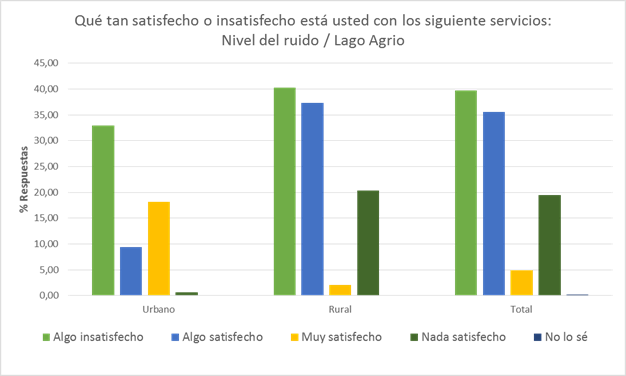 Qué tan satisfecho o insatisfecho está usted con los siguiente servicios:
Nivel del ruido / Lago Agrio
45,00
40,00
35,00
30,00
25,00
20,00
15,00
10,00
5,00
0,00
% Respuestas
Urbano Rural Total
Algo insatisfecho Algo satisfecho Muy satisfecho Nada satisfecho No lo sé